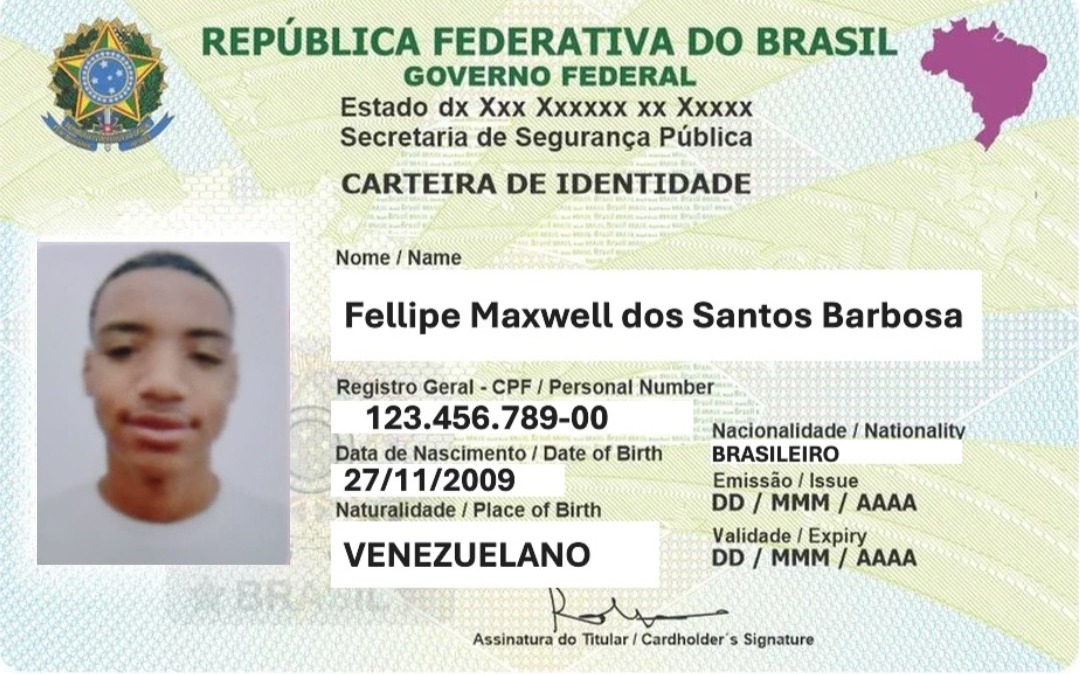 REPÚBLICA FEDERATIVA DO BRASIL
GOVERNO FEDERAL
Estado dx Xxx Xxxxxx xx Xxxxx
Secretaria de Segurança Pública
CARTEIRA DE IDENTIDADE
Nome / Name
Fellipe Maxwell dos Santos Barbosa
Registro Geral - CPF / Personal Number
123.456.789-00
Nacionalidade / Nationality
BRASILEIRO
Data de Nascimento / Date of Birth
27/11/2009
Emissão / Issue
DD / MMM / AAAA
Naturalidade / Place of Birth
VENEZUELANO
Validade / Expiry
DD / MMM / AAAA
BRASIL
Assinatura do Titular / Cardholder´s Signature